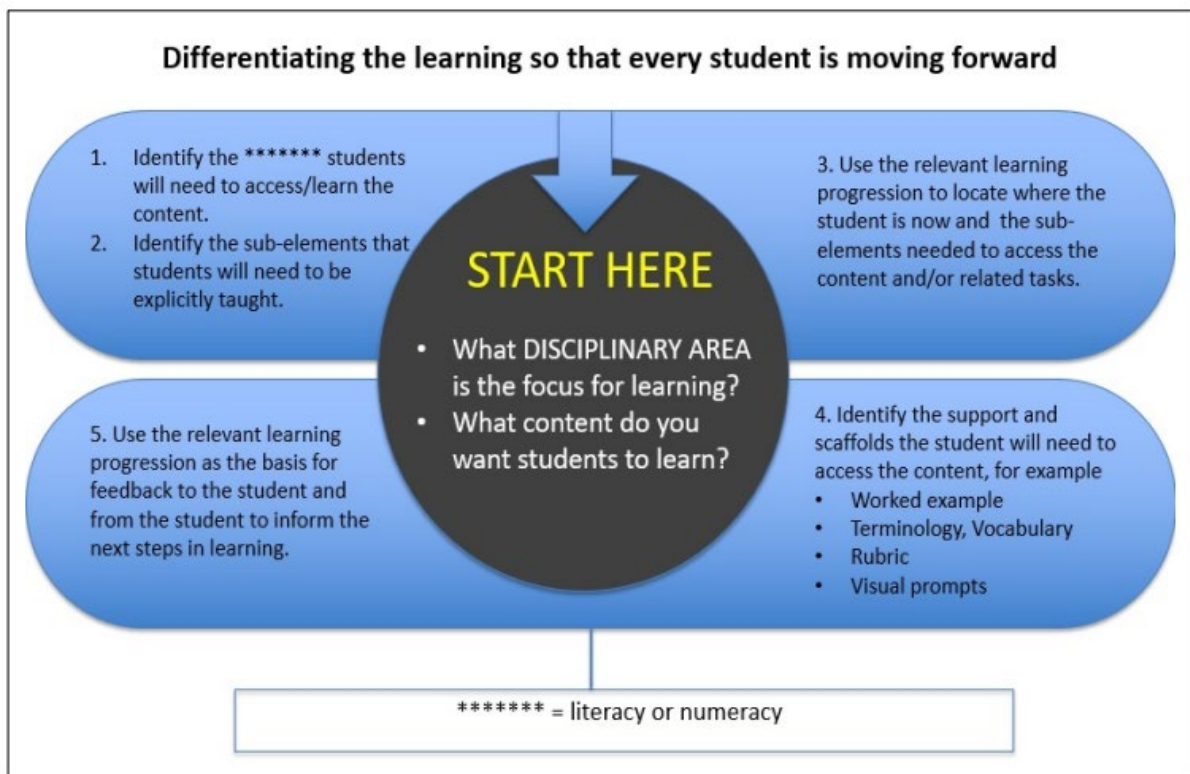 Differentiating the learning so that every student is moving forward
START HERE
• What DISCIPLINARY AREA
is the focus for learning?
• What content do you
want students to learn?
1. Identify the ******* students
will need to access/learn the
content.
2. Identify the sub-elements that
students will need to be
explicitly taught.
3. Use the relevant learning
progression to locate where the
student is now and the sub-
elements needed to access the
content and/or related tasks.
4. Identify the support and
scaffolds the student will need to
access the content, for example
• Worked example
• Terminology, Vocabulary
• Rubric
• Visual prompts
5. Use the relevant learning
progression as the basis for
feedback to the student and
from the student to inform the
next steps in learning.
******* = literacy or numeracy